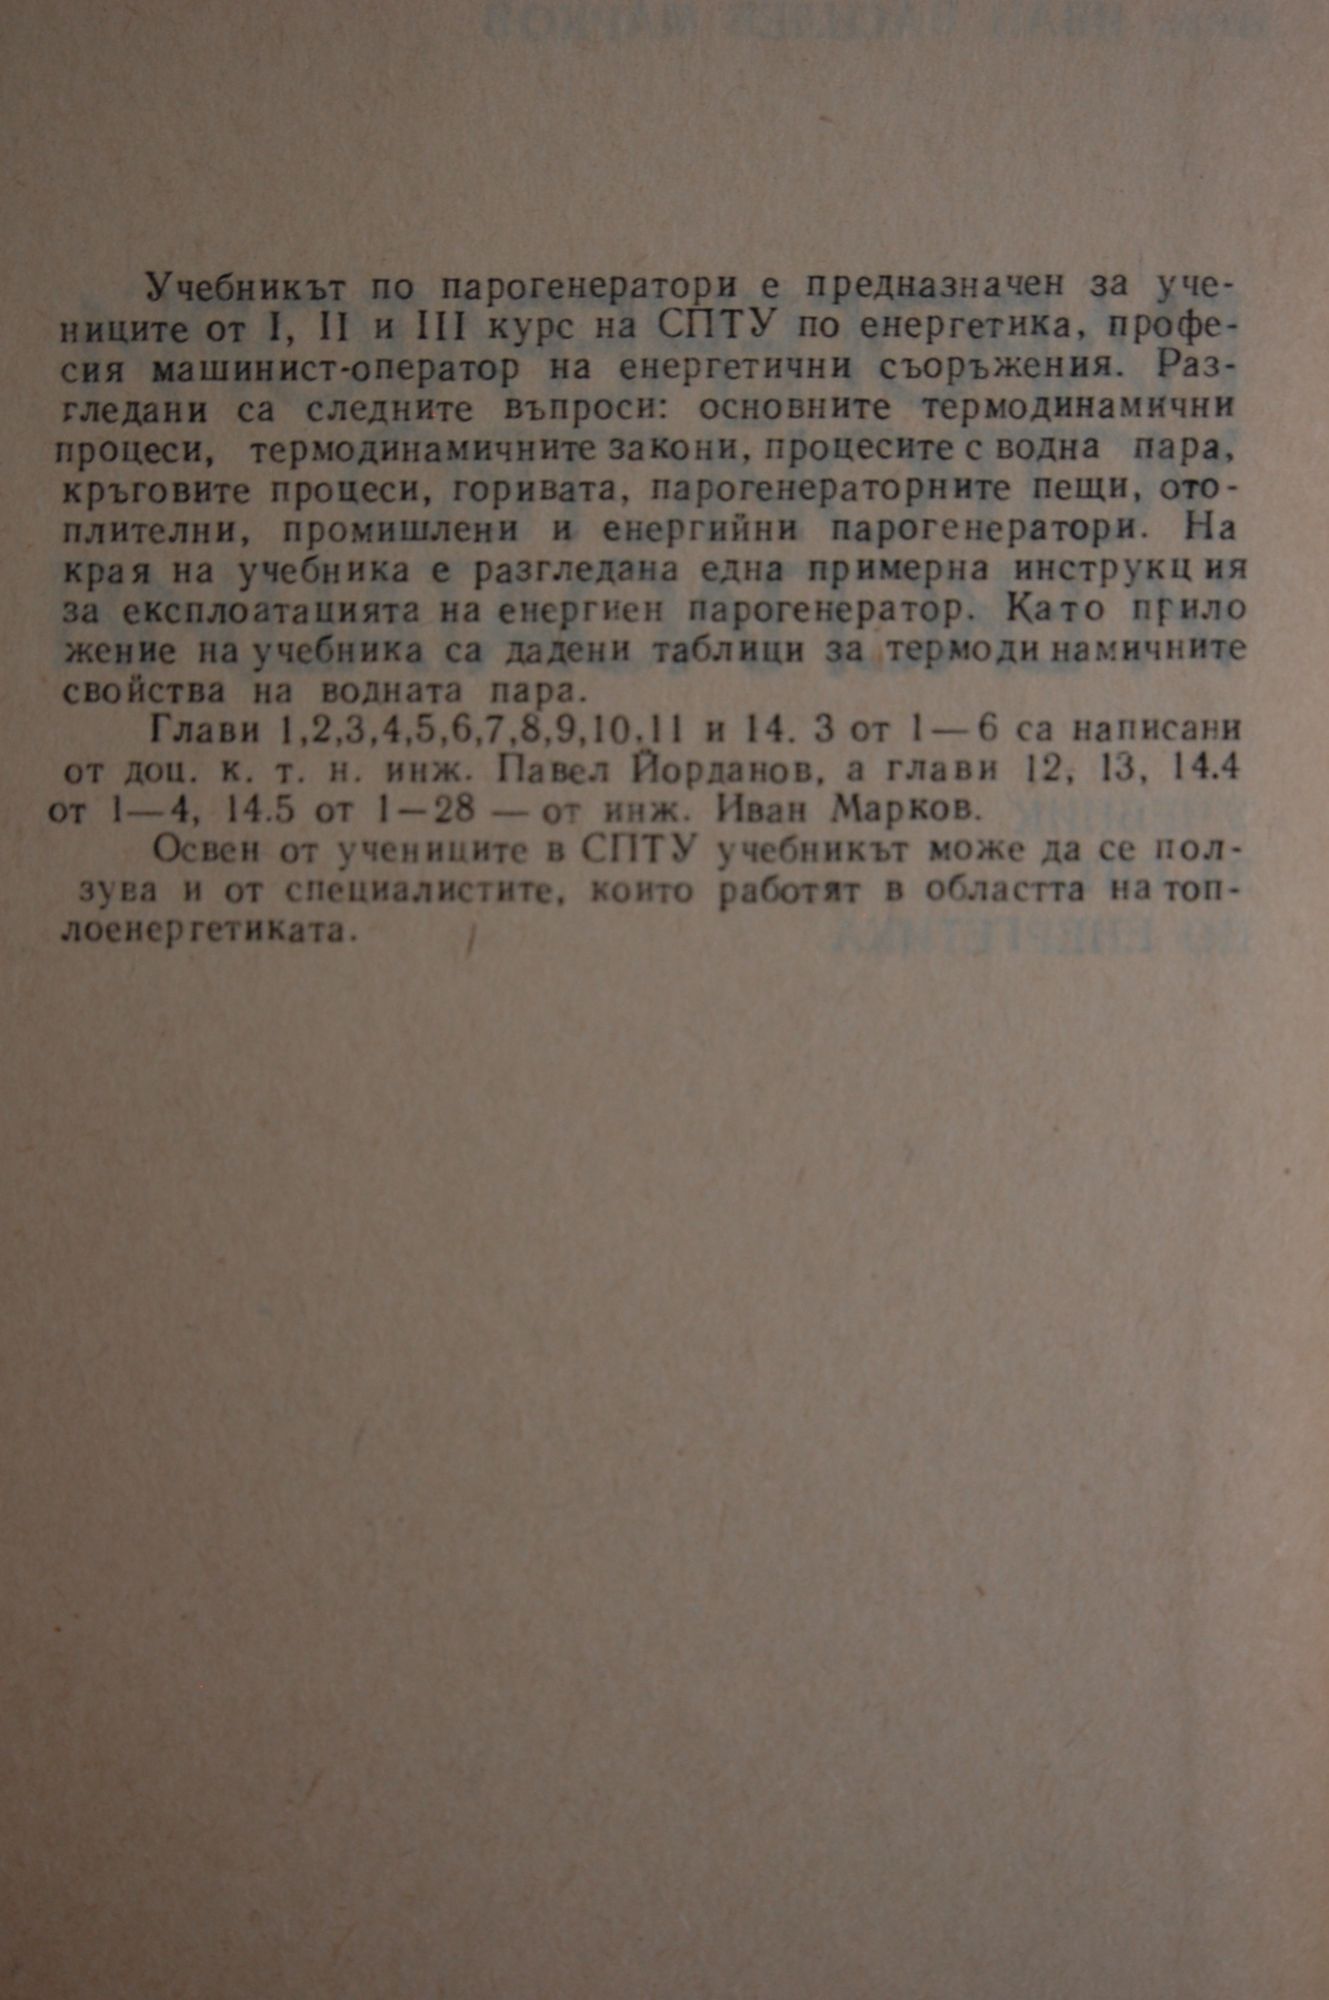 Учебникът по парогенератори е предназначен за уче-
ниците от I, II и III курс на СПТУ по енергетика, профе-
сия машинист-оператор на енергетични съоръжения. Раз-
гледани са следните въпроси: основните термодинамични
процеси, термодинамичните закони, процесите с водна пара,
кръговите процеси, горивата, парогенераторните пещи, ото-
плителни, промишлени и енергийни парогенератори. На
края на учебника е разгледана една примерна инструкция
за експлоатацията на енергиен парогенератор. Като прило
жение на учебника са дадени таблици за термодинамичните
свойства на водната пара.
Глави 1,2,3,4,5,6,7,8,9,10,11 и 14. 3 от 1—6 са написани
от доц. к. т. н. инж. Павел Йорданов, а глави 12, 13, 14.4
от 1—4, 14.5 от 1—28 — от инж. Иван Марков.
Освен от учениците в СПТУ учебникът може да се пол-
зува и от специалистите, които работят в областта на топ-
лоенергетиката.